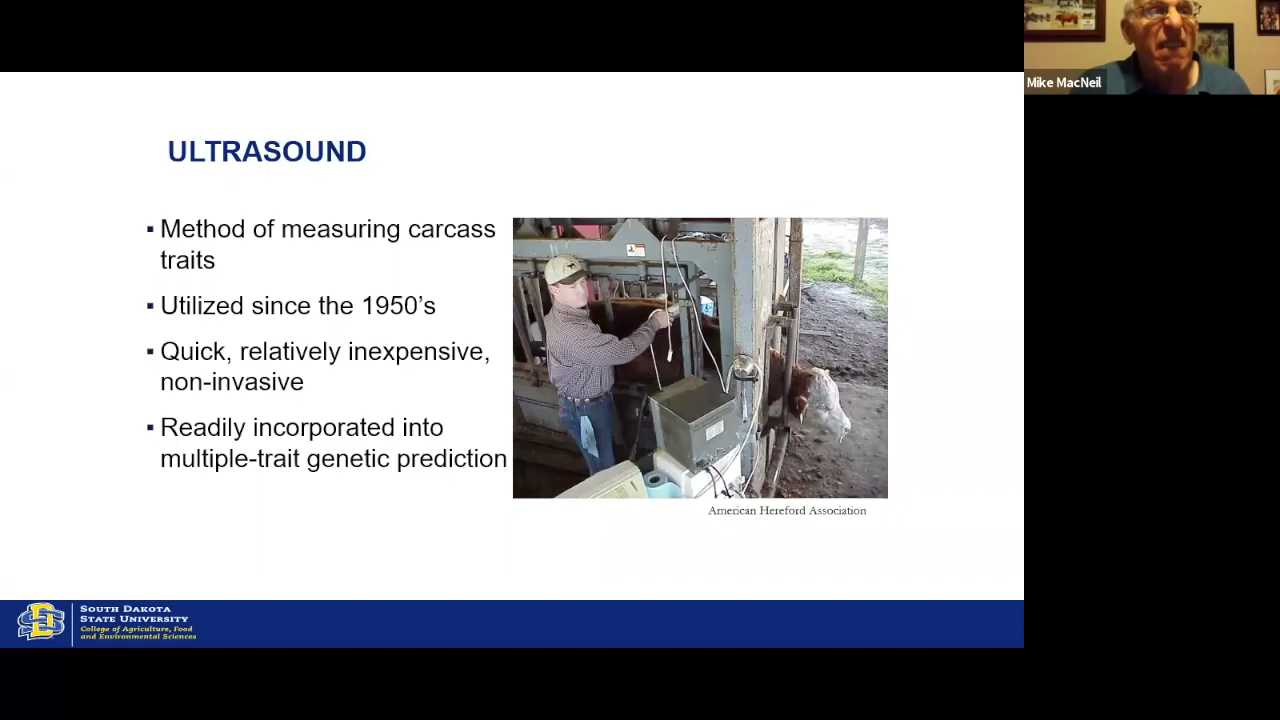 Mike MacNeil
ULTRASOUND
▪ Method of measuring carcass
traits
▪ Utilized since the 1950’s
▪ Quick, relatively inexpensive,
non-invasive
▪ Readily incorporated into
multiple-trait genetic prediction
American Hereford Association
SOUTH DAKOTA
STATE UNIVERSITY
College of Agriculture, Food
and Environmental Sciences